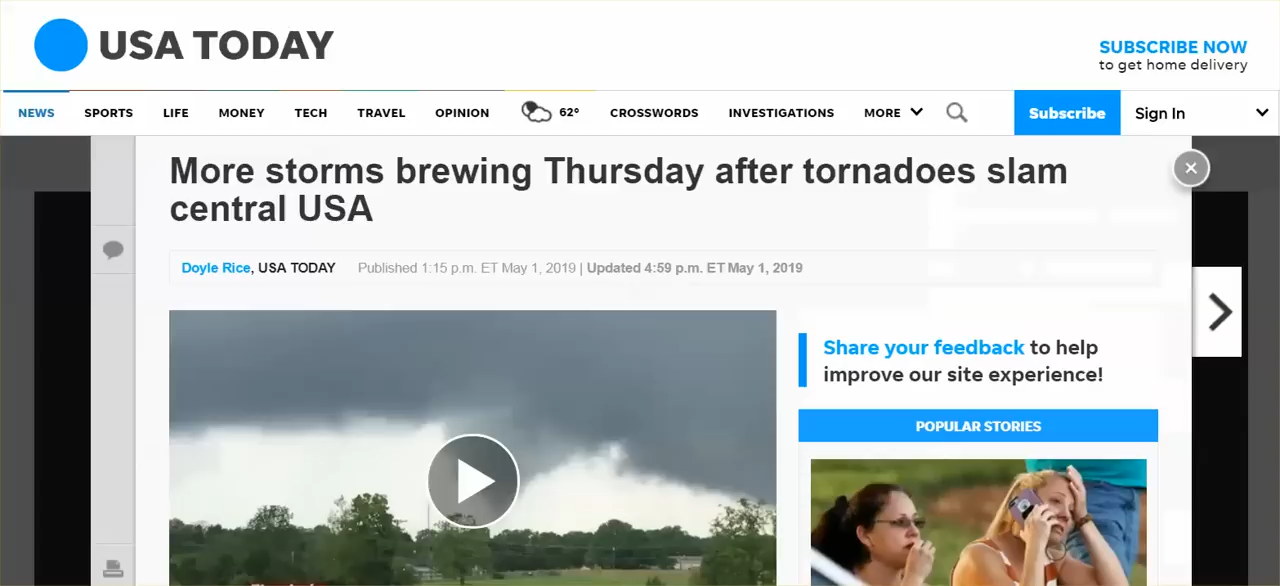 USA TODAY
SUBSCRIBE NOW
to get home delivery
NEWS SPORTS LIFE MONEY TECH TRAVEL OPINION 62° CROSSWORDS INVESTIGATIONS MORE Subscribe Sign In
More storms brewing Thursday after tornadoes slam
central USA
Doyle Rice, USA TODAY Published 1:15 p.m. ET May 1, 2019 | Updated 4:59 p.m. ET May 1, 2019
Share your feedback to help
improve our site experience!
POPULAR STORIES